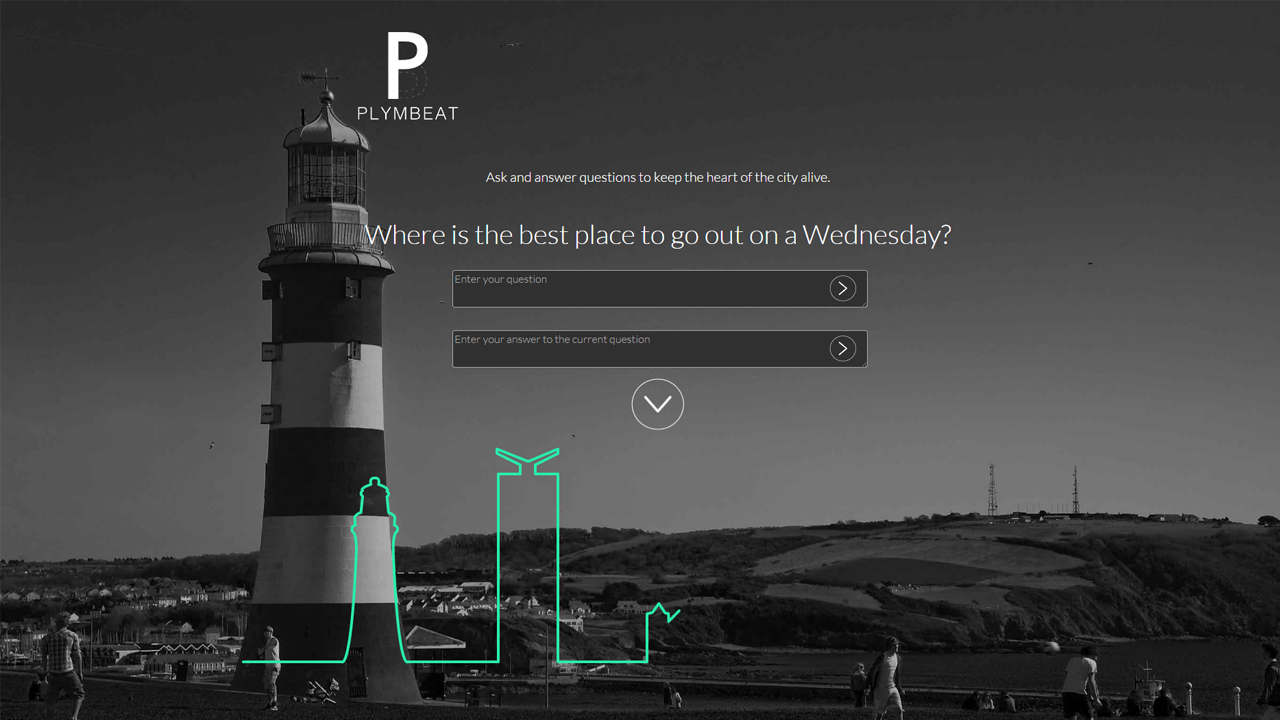 P
PLYMBEAT
Ask and answer questions to keep the heart of the city alive.
Where is the best place to go out on a Wednesday?
Enter your question
Enter your answer to the current question